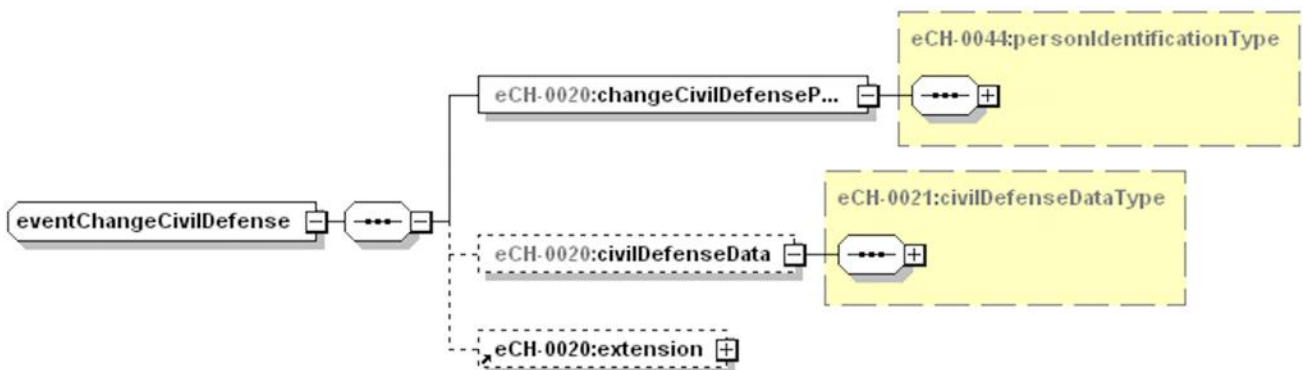 eCH-0044:personIdentificationType
eCH-0020:changeCivilDefenseP...
eCH-0021:civilDefenseDataType
eventChangeCivilDefense
eCH-0020:civilDefenseData
eCH-0020:extension